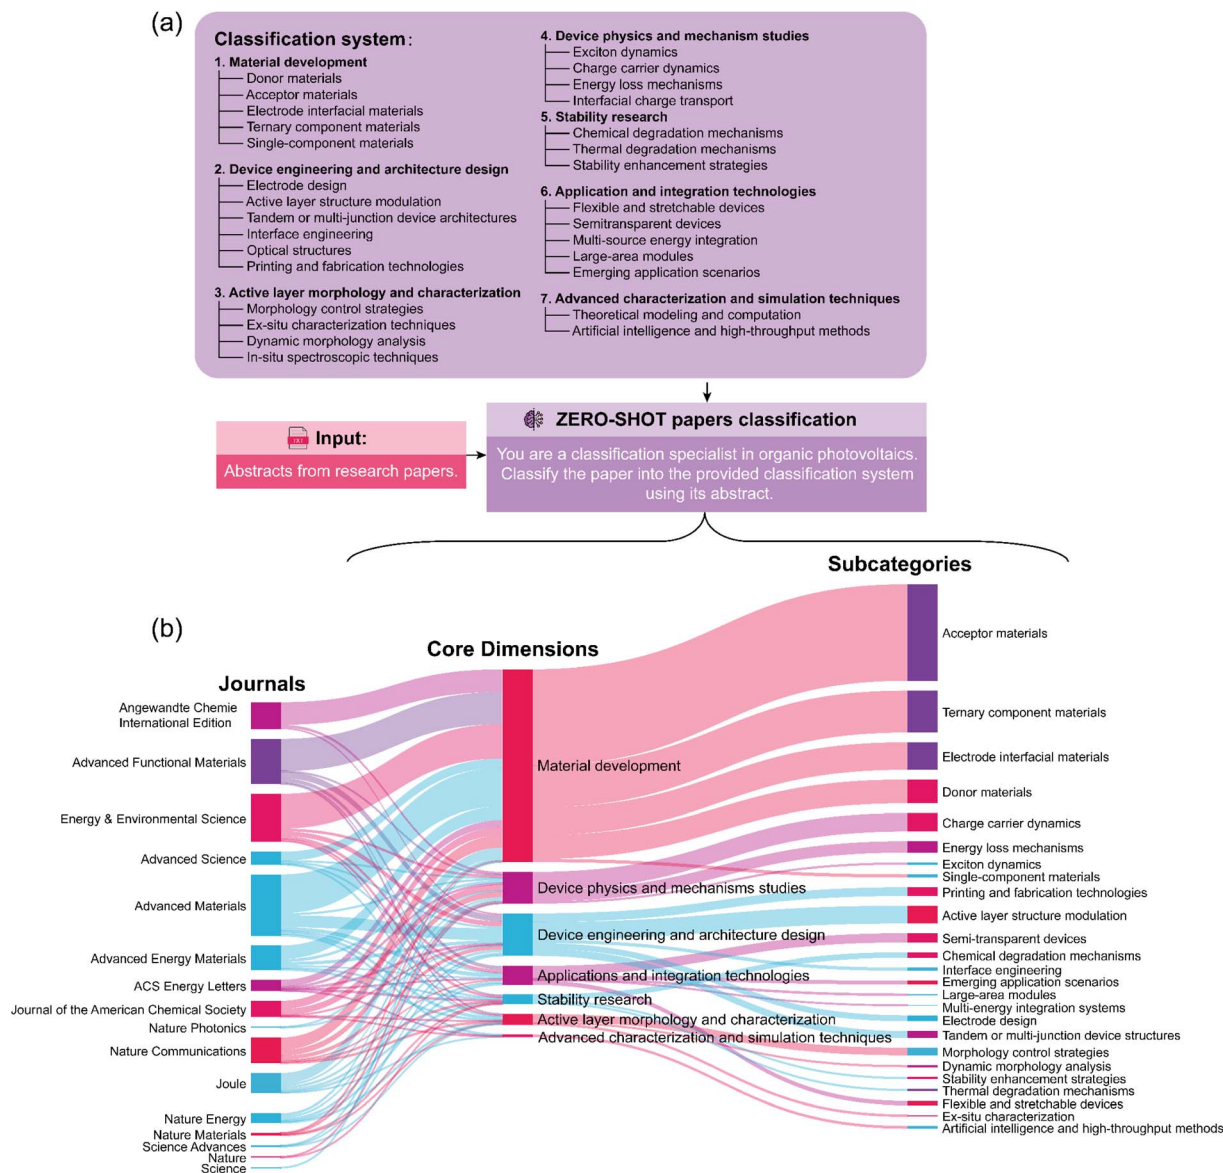 (a)
Classification system:
1. Material development
Donor materials
Acceptor materials
Electrode interfacial materials
Ternary component materials
Single-component materials
2. Device engineering and architecture design
Electrode design
Active layer structure modulation
Tandem or multi-junction device architectures
Interface engineering
Optical structures
Printing and fabrication technologies
3. Active layer morphology and characterization
Morphology control strategies
Ex-situ characterization techniques
Dynamic morphology analysis
In-situ spectroscopic techniques
4. Device physics and mechanism studies
Exciton dynamics
Charge carrier dynamics
Energy loss mechanisms
Interfacial charge transport
5. Stability research
Chemical degradation mechanisms
Thermal degradation mechanisms
Stability enhancement strategies
6. Application and integration technologies
Flexible and stretchable devices
Semitransparent devices
Multi-source energy integration
Large-area modules
Emerging application scenarios
7. Advanced characterization and simulation techniques
Theoretical modeling and computation
Artificial intelligence and high-throughput methods
TXT
Input:
Abstracts from research papers.
ZERO-SHOT papers classification
You are a classification specialist in organic photovoltaics.
Classify the paper into the provided classification system
using its abstract.
(b)
Journals
Angewandte Chemie
International Edition
Advanced Functional Materials
Energy & Environmental Science
Advanced Science
Advanced Materials
Advanced Energy Materials
ACS Energy Letters
Journal of the American Chemical Society
Nature Photonics
Nature Communications
Joule
Nature Energy
Nature Materials
Science Advances
Nature
Science
Core Dimensions
Material development
Device physics and mechanisms studies
Device engineering and architecture design
Applications and integration technologies
Stability research
Active layer morphology and characterization
Advanced characterization and simulation techniques
Subcategories
Acceptor materials
Ternary component materials
Electrode interfacial materials
Donor materials
Charge carrier dynamics
Energy loss mechanisms
Exciton dynamics
Single-component materials
Printing and fabrication technologies
Active layer structure modulation
Semi-transparent devices
Chemical degradation mechanisms
Interface engineering
Emerging application scenarios
Large-area modules
Multi-energy integration systems
Electrode design
Tandem or multi-junction device structures
Morphology control strategies
Dynamic morphology analysis
Stability enhancement strategies
Thermal degradation mechanisms
Flexible and stretchable devices
Ex-situ characterization
Artificial intelligence and high-throughput methods